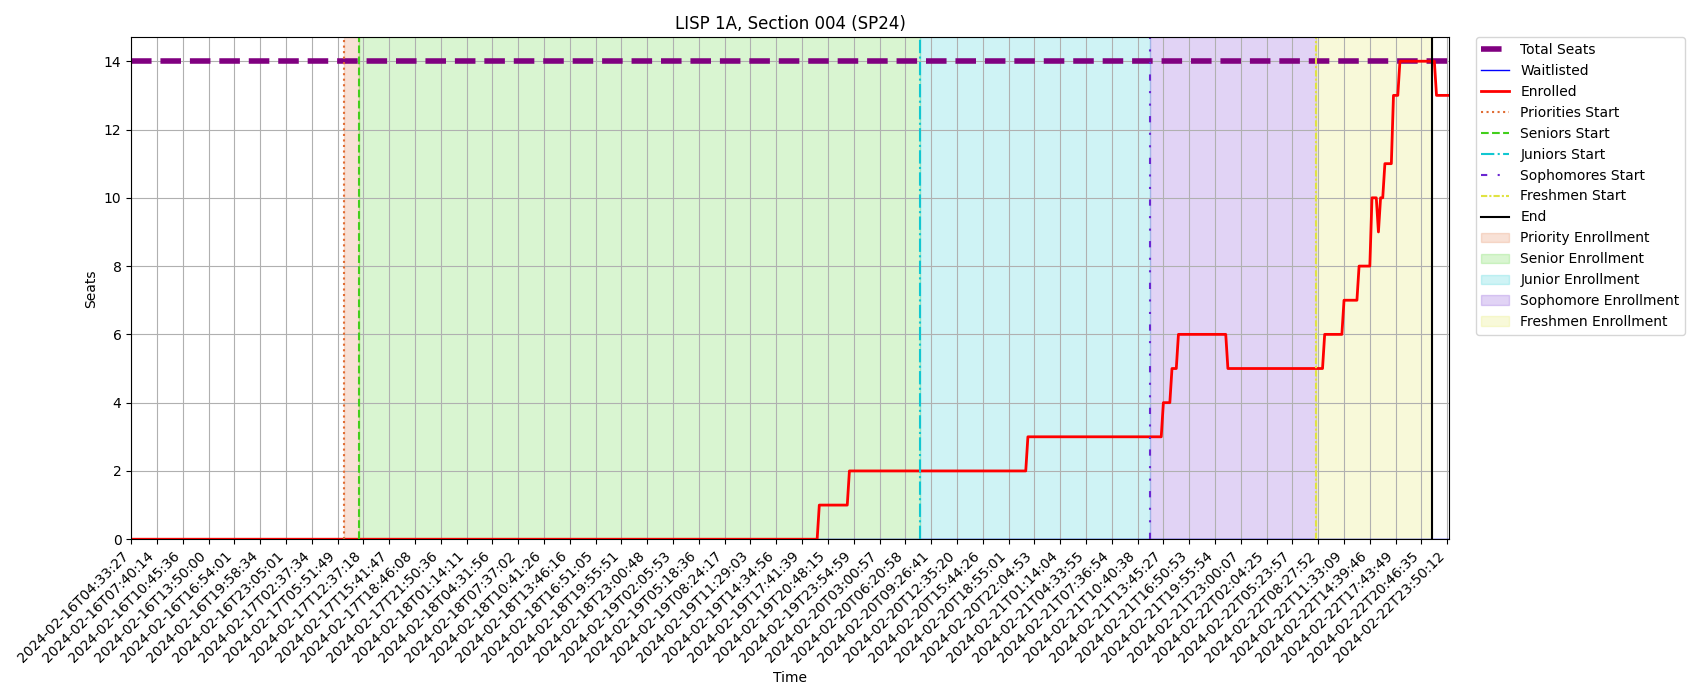 LISP 1A, Section 004 (SP24)
14
12
10
8
6
4
2
0
Seats
2024-02-16T04:33:27
2024-02-16T07:40:14
2024-02-16T10:45:36
2024-02-16T13:50:00
2024-02-16T16:54:01
2024-02-16T19:58:34
2024-02-16T23:05:01
2024-02-17T02:37:34
2024-02-17T05:51:49
2024-02-17T12:37:18
2024-02-17T15:41:47
2024-02-17T18:46:08
2024-02-17T21:50:36
2024-02-18T01:14:11
2024-02-18T04:31:56
2024-02-18T07:37:02
2024-02-18T10:41:26
2024-02-18T13:46:16
2024-02-18T16:51:05
2024-02-18T19:55:51
2024-02-18T23:00:48
2024-02-19T02:05:53
2024-02-19T05:18:36
2024-02-19T08:24:17
2024-02-19T11:29:03
2024-02-19T14:34:56
2024-02-19T17:41:39
2024-02-19T20:48:15
2024-02-19T23:54:59
2024-02-20T03:00:57
2024-02-20T06:20:58
2024-02-20T09:26:41
2024-02-20T12:35:20
2024-02-20T15:44:26
2024-02-20T18:55:01
2024-02-20T22:04:53
2024-02-21T01:14:04
2024-02-21T04:33:55
2024-02-21T07:36:54
2024-02-21T10:40:38
2024-02-21T13:45:27
2024-02-21T16:50:53
2024-02-21T19:55:54
2024-02-21T23:00:07
2024-02-22T02:04:25
2024-02-22T05:23:57
2024-02-22T08:27:52
2024-02-22T11:33:09
2024-02-22T14:39:46
2024-02-22T17:43:49
2024-02-22T20:46:35
2024-02-22T23:50:12
Time
Total Seats
Waitlisted
Enrolled
Priorities Start
Seniors Start
Juniors Start
Sophomores Start
Freshmen Start
End
Priority Enrollment
Senior Enrollment
Junior Enrollment
Sophomore Enrollment
Freshmen Enrollment